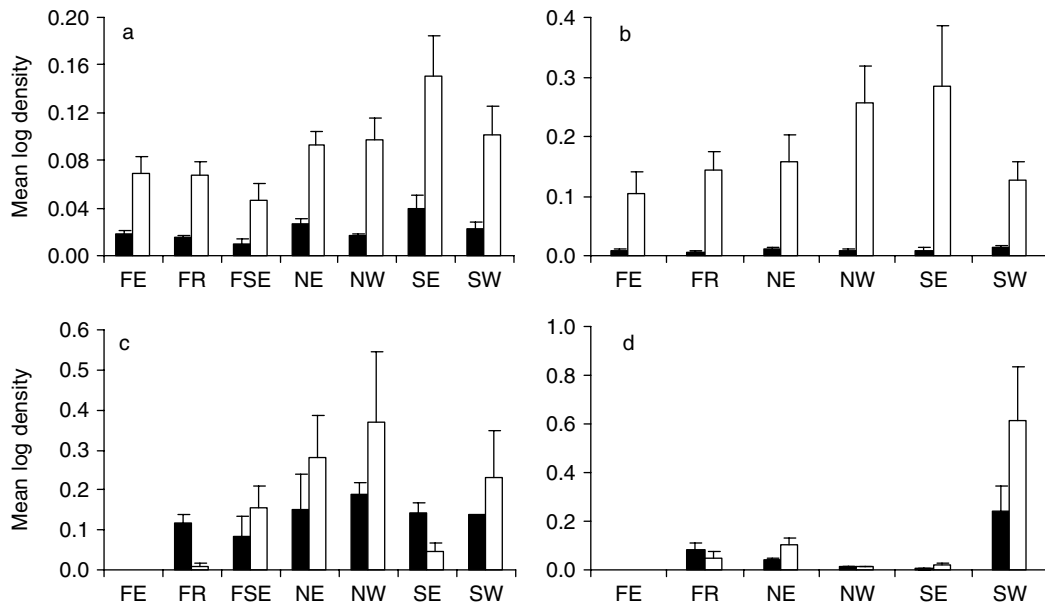 a
Mean log density
0.20
0.16
0.12
0.08
0.04
0.00
FE FR FSE NE NW SE SW
b
0.4
0.3
0.2
0.1
0.0
FE FR NE NW SE SW
c
Mean log density
0.6
0.5
0.4
0.3
0.2
0.1
0.0
FE FR FSE NE NW SE SW
d
1.0
0.8
0.6
0.4
0.2
0.0
FE FR NE NW SE SW